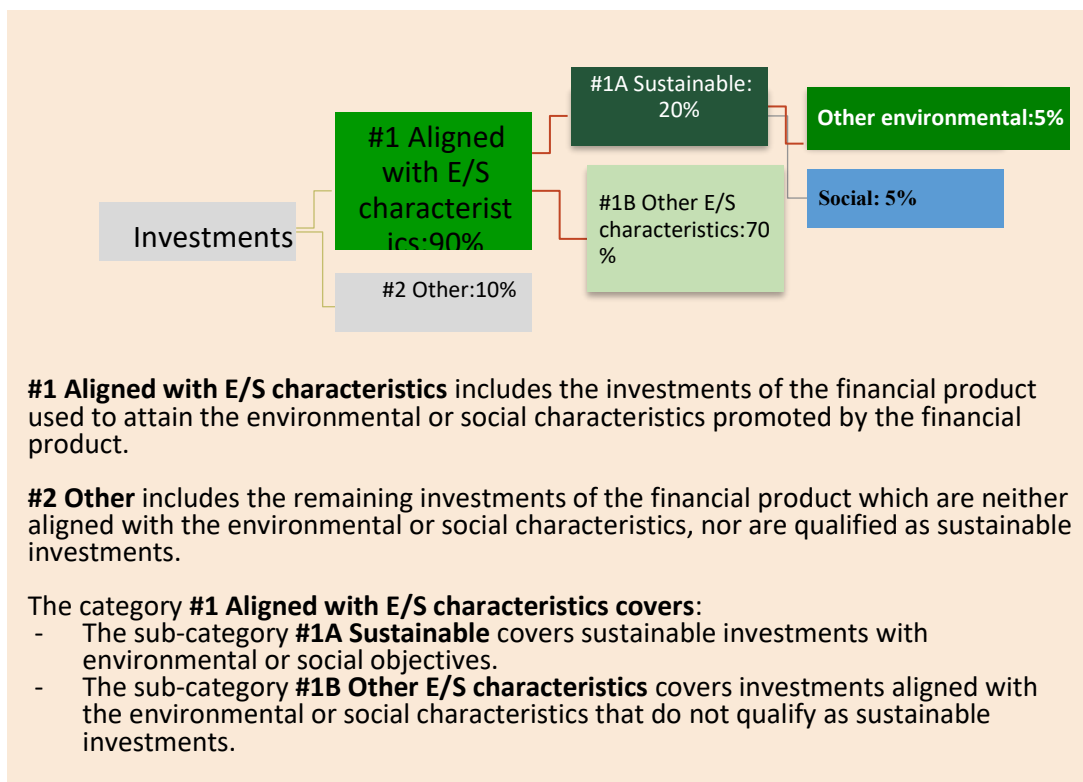 #1A Sustainable:
20%
Other environmental:5%
#1 Aligned
with E/S
characterist
ics:90%
Social: 5%
#1B Other E/S
characteristics:70
%
Investments
#2 Other:10%
#1 Aligned with E/S characteristics includes the investments of the financial product
used to attain the environmental or social characteristics promoted by the financial
product.
#2 Other includes the remaining investments of the financial product which are neither
aligned with the environmental or social characteristics, nor are qualified as sustainable
investments.
The category #1 Aligned with E/S characteristics covers:
- The sub-category #1A Sustainable covers sustainable investments with
environmental or social objectives.
- The sub-category #1B Other E/S characteristics covers investments aligned with
the environmental or social characteristics that do not qualify as sustainable
investments.